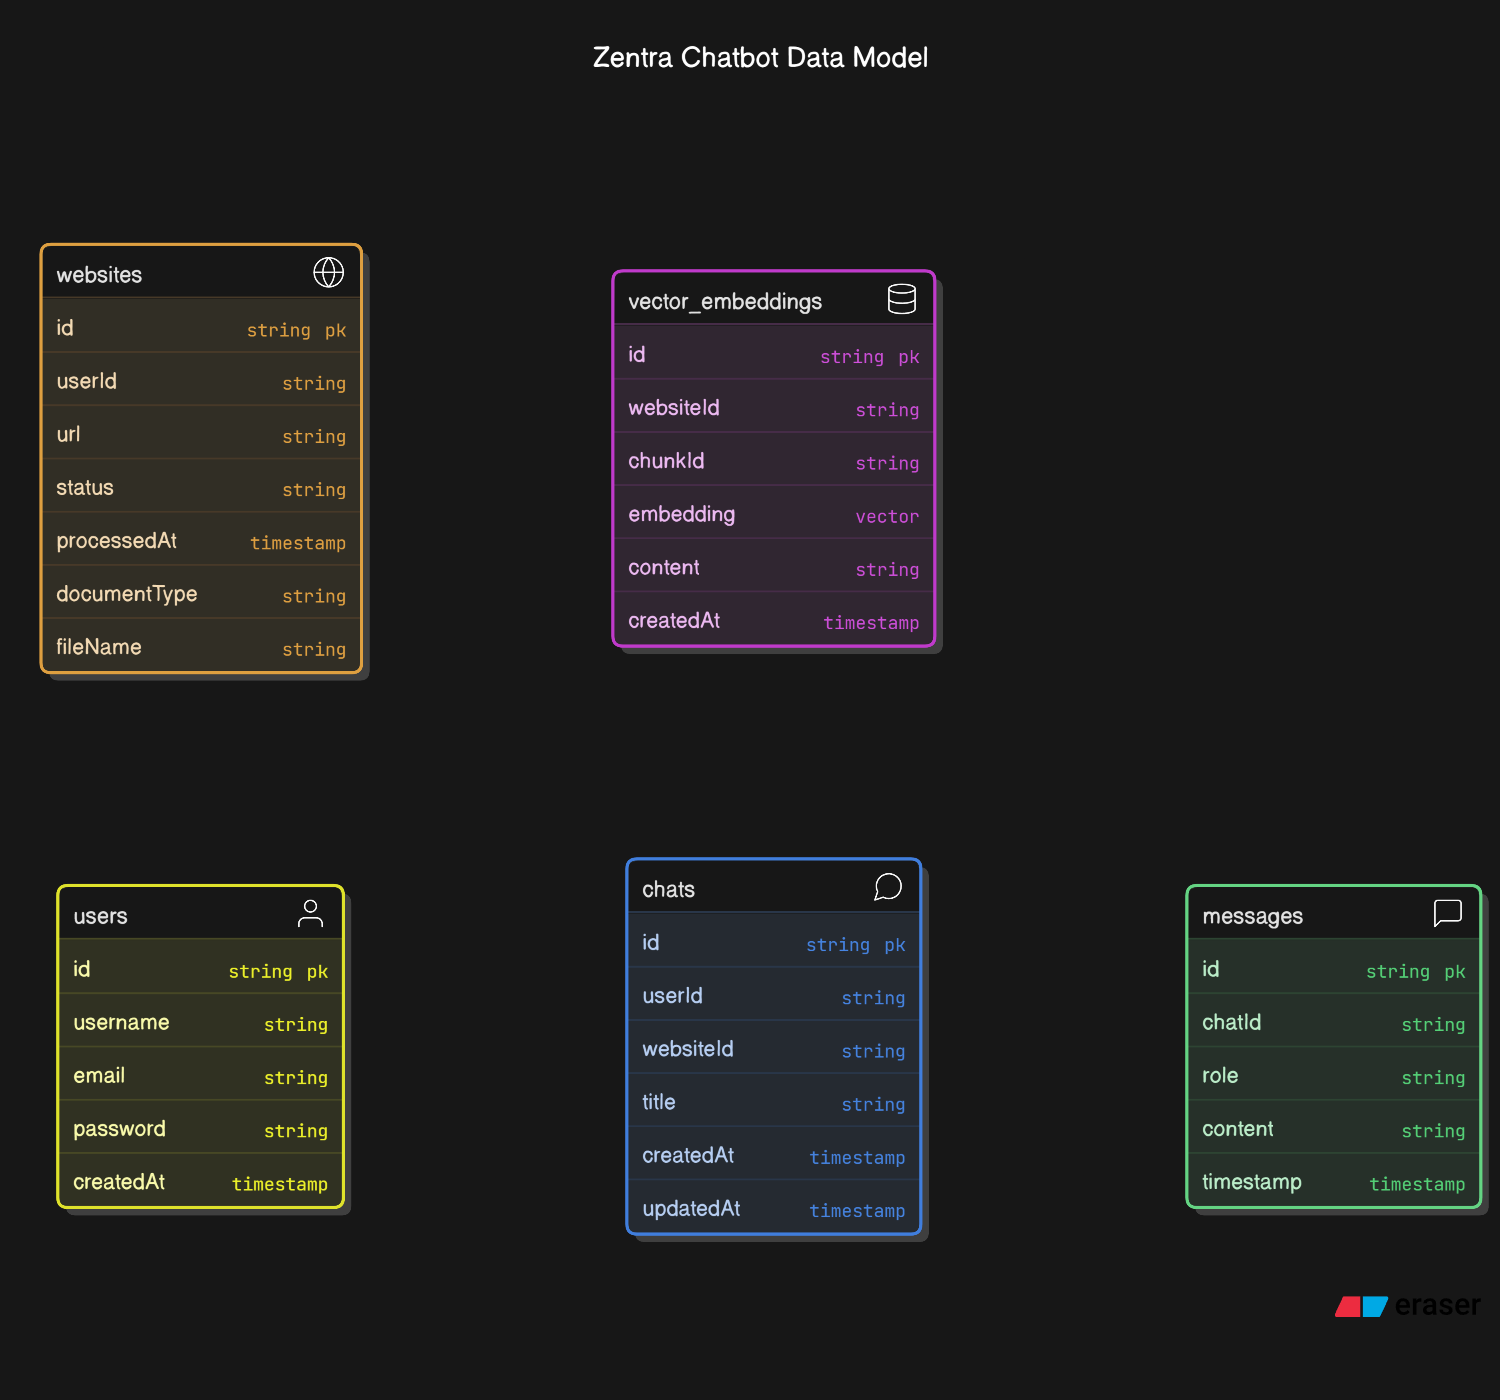 Zentra Chatbot Data Model
websites
id string pk
userId string
url string
status string
processedAt timestamp
documentType string
fileName string
vector_embeddings
id string pk
websiteId string
chunkId string
embedding vector
content string
createdAt timestamp
users
id string pk
username string
email string
password string
createdAt timestamp
chats
id string pk
userId string
websiteId string
title string
createdAt timestamp
updatedAt timestamp
messages
id string pk
chatId string
role string
content string
timestamp timestamp
eraser